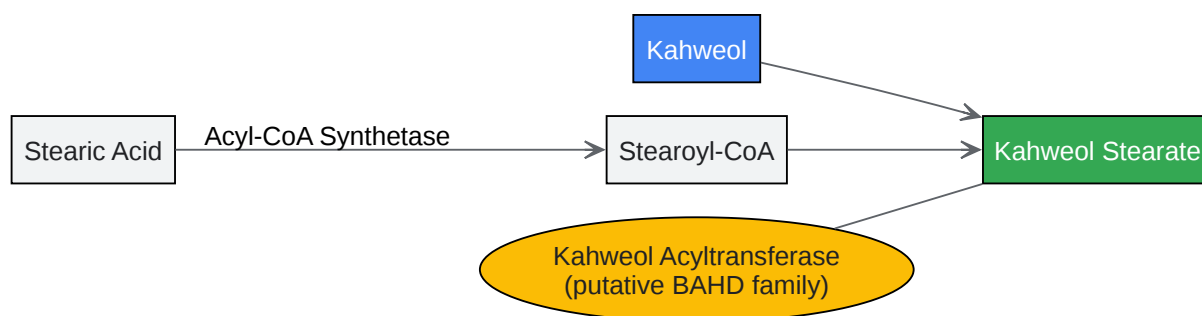 Kahweol
Stearic Acid
Acyl-CoA Synthetase
Stearoyl-CoA
Kahweol Stearate
Kahweol Acyltransferase
(putative BAHD family)